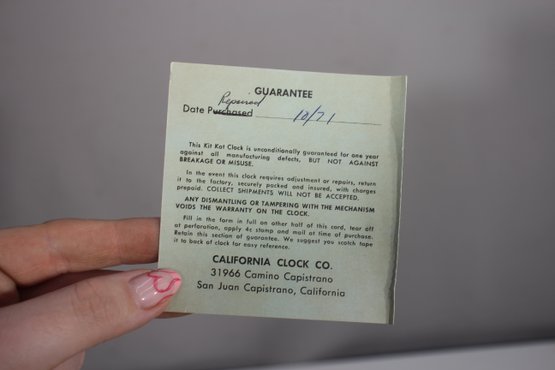 GUARANTEE
Repaired
Date Purchased 10/71
This Kit Kat Clock is unconditionally guaranteed for one year
against all manufacturing defects, BUT NOT AGAINST
BREAKAGE OR MISUSE.
In the event this clock requires adjustment or repairs, return
it to the factory, securely packed and insured, with charges
prepaid. COLLECT SHIPMENTS WILL NOT BE ACCEPTED.
ANY DISMANTLING OR TAMPERING WITH THE MECHANISM
VOIDS THE WARRANTY ON THE CLOCK.
Fill in the form in full on other half of this card, tear off
at perforation, apply 4c stamp and mail at time of purchase.
Retain this section of guarantee. We suggest you scotch tape
it to back of clock for easy reference.
CALIFORNIA CLOCK CO.
31966 Camino Capistrano
San Juan Capistrano, California